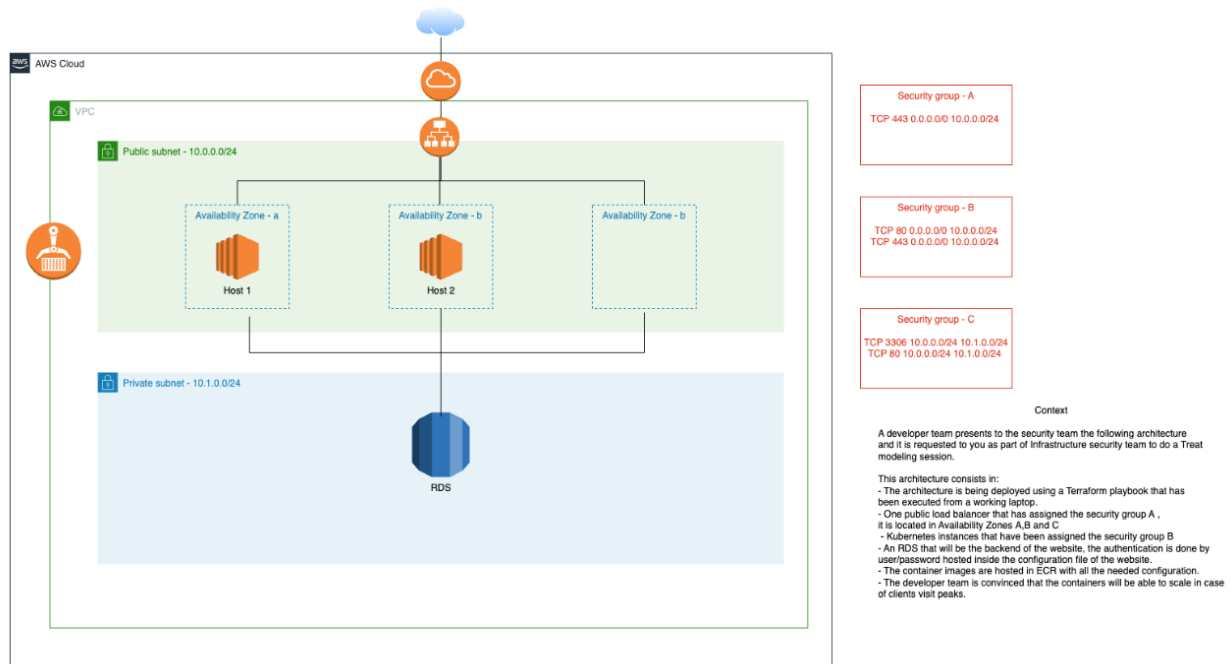 aws
AWS Cloud
VPC
Public subnet - 10.0.0.0/24
Availability Zone - a
Availability Zone - b
Availability Zone - b
Host 1
Host 2
Private subnet - 10.1.0.0/24
RDS
Security group - A
TCP 443 0.0.0.0/0 10.0.0.0/24
Security group - B
TCP 80 0.0.0.0/0 10.0.0.0/24
TCP 443 0.0.0.0/0 10.0.0.0/24
Security group - C
TCP 3306 10.0.0.0/24 10.1.0.0/24
TCP 80 10.0.0.0/24 10.1.0.0/24
Context
A developer team presents to the security team the following architecture
and it is requested to you as part of Infrastructure security team to do a Treat
modeling session.
This architecture consists in:
- The architecture is being deployed using a Terraform playbook that has
been executed from a working laptop.
- One public load balancer that has assigned the security group A ,
it is located in Availability Zones A,B and C
- Kubernetes instances that have been assigned the security group B
- An RDS that will be the backend of the website, the authentication is done by
user/password hosted inside the configuration file of the website.
- The container images are hosted in ECR with all the needed configuration.
- The developer team is convinced that the containers will be able to scale in case
of clients visit peaks.